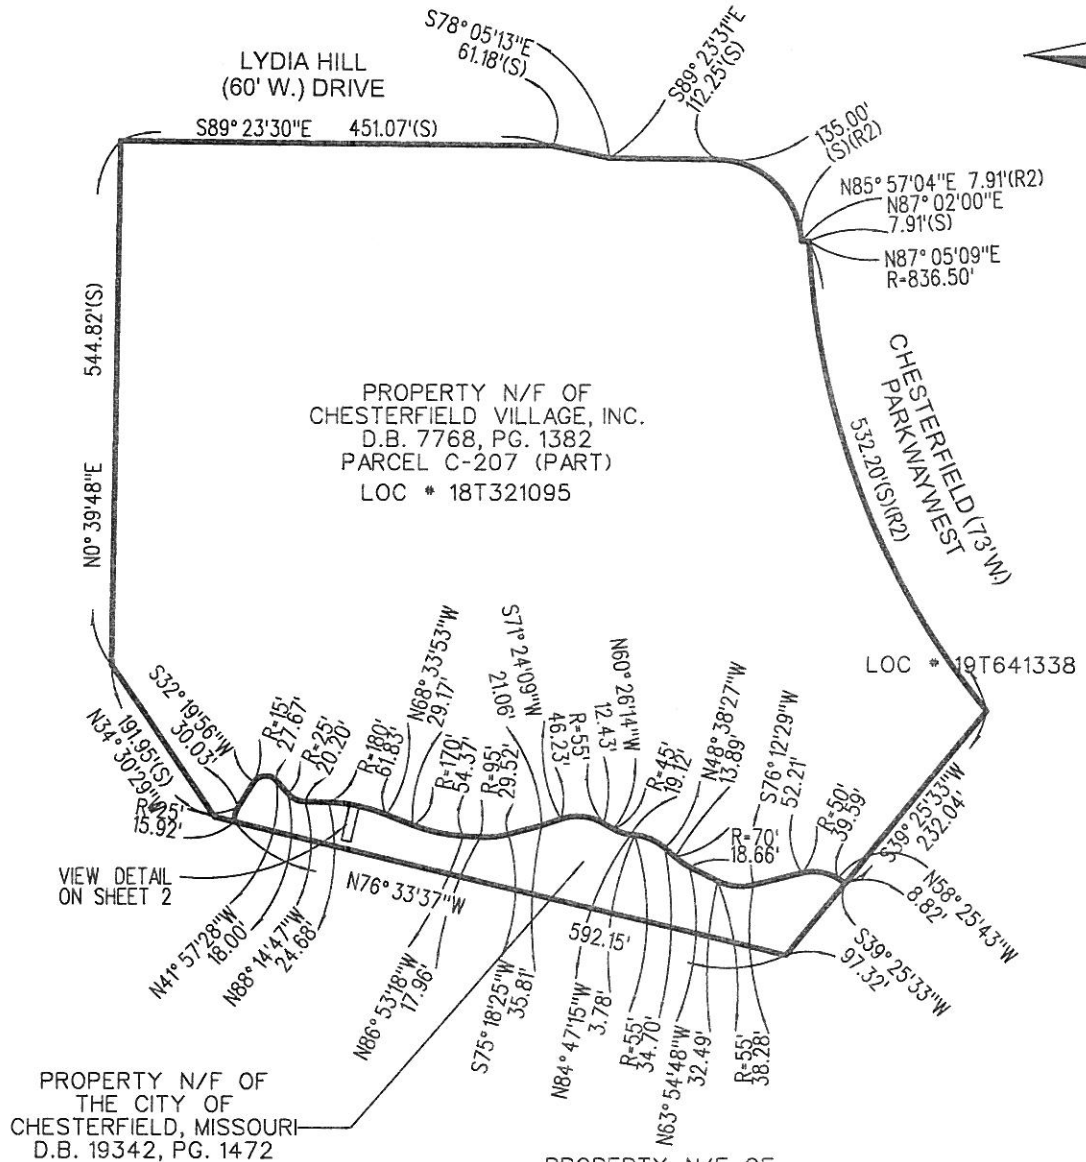 S78° 05'13"E
61.18'(S)
S89° 23'31"E
112.25'(S)
LYDIA HILL
(60' W.) DRIVE
S89° 23'30"E 451.07'(S)
135.00'
(S)(R2)
N85° 57'04"E 7.91'(R2)
N87° 02'00"E
7.91'(S)
N87° 05'09"E
R=836.50'
544.82'(S)
N0° 39'48"E
CHESTERFIELD (73'W.)
PARKWAYWEST
532.20'(S)(R2)
PROPERTY N/F OF
CHESTERFIELD VILLAGE, INC.
D.B. 7768, PG. 1382
PARCEL C-207 (PART)
LOC # 18T321095
LOC # 19T641338
N34° 30'29"W
191.95'(S)
S32° 19'56"W
30.03'
R=15'
27.67'
R=25'
20.20'
R=180'
61.83'
N68° 33'53"W
29.17'
R=170'
54.37'
R=95'
29.52'
S71° 24'09"W
21.06'
46.23'
R=55'
12.43'
N60° 26'14"W
R=45'
19.12'
N48° 38'27"W
13.89'
S76° 12'29"W
52.21'
R=70'
18.66'
R=50'
39.59'
S39° 25'33"W
232.04'
R=25'
15.92'
VIEW DETAIL
ON SHEET 2
N76° 33'37"W
592.15'
N58° 25'43"W
8.82'
S39° 25'33"W
97.32'
N41° 57'28"W
18.00'
N88° 14'47"W
24.68'
N86° 53'18"W
17.96'
S75° 18'25"W
35.81'
N84° 47'15"W
3.78'
R=55'
34.70'
N63° 54'48"W
32.49'
R=55'
38.28'
PROPERTY N/F OF
THE CITY OF
CHESTERFIELD, MISSOURI
D.B. 19342, PG. 1472
PROPERTY N/F OF